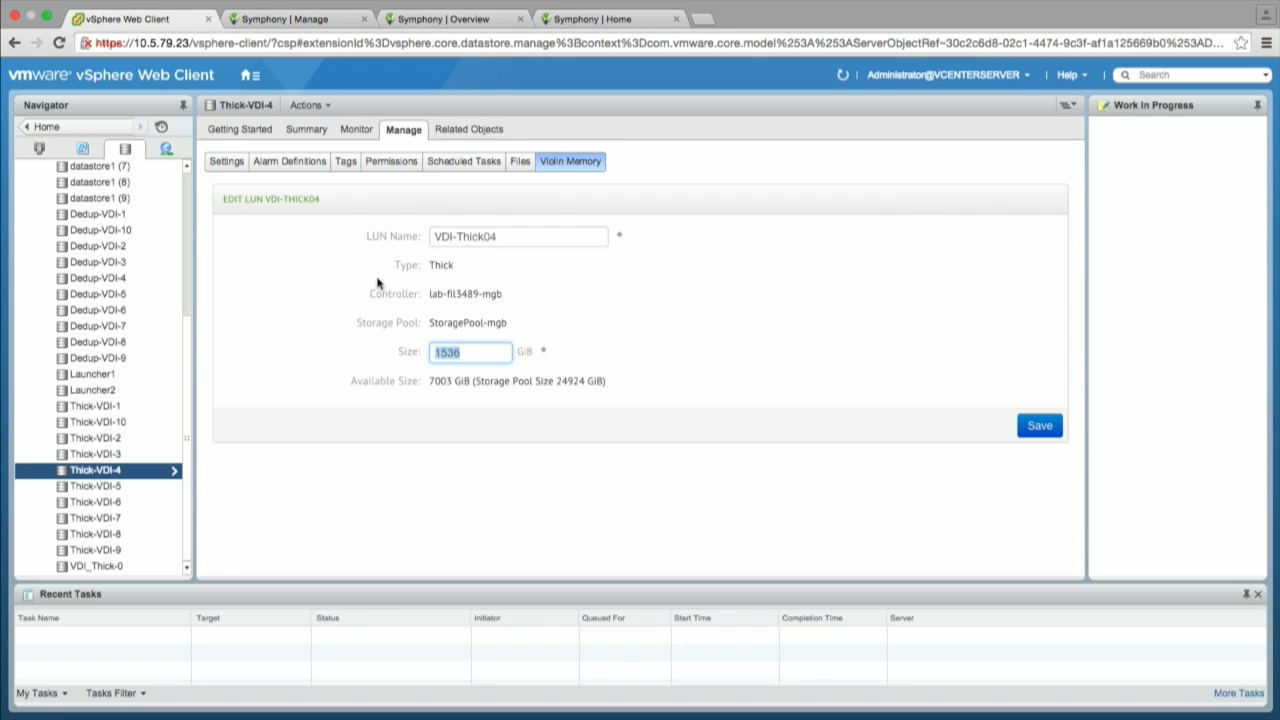 vSphere Web Client
Symphony | Manage
Symphony | Overview
Symphony | Home
https://10.5.79.23/vsphere-client/?csp#extensionId%3Dvsphere.core.datastore.manage%3Bcontext%3Dcom.vmware.core.model%253A%253AServerObjectRef~30c2c6d8-02c1-4474-9c3f-af1a125669b0%253AD...
vmware® vSphere Web Client
Administrator@VCENTERSERVER
Help
Search
Navigator
Home
datastore1 (7)
datastore1 (8)
datastore1 (9)
Dedup-VDI-1
Dedup-VDI-10
Dedup-VDI-2
Dedup-VDI-3
Dedup-VDI-4
Dedup-VDI-5
Dedup-VDI-6
Dedup-VDI-7
Dedup-VDI-8
Dedup-VDI-9
Launcher1
Launcher2
Thick-VDI-1
Thick-VDI-10
Thick-VDI-2
Thick-VDI-3
Thick-VDI-4
Thick-VDI-5
Thick-VDI-6
Thick-VDI-7
Thick-VDI-8
Thick-VDI-9
VDI_Thick-0
Thick-VDI-4 Actions
Getting Started Summary Monitor Manage Related Objects
Settings Alarm Definitions Tags Permissions Scheduled Tasks Files Violin Memory
EDIT LUN VDI-THICK04
LUN Name: VDI-Thick04 *
Type: Thick
Controller: lab-fil3489-mgb
Storage Pool: StoragePool-mgb
Size: 1536 GiB *
Available Size: 7003 GiB (Storage Pool Size 24924 GiB)
Save
Work In Progress
Recent Tasks
Task Name Target Status Initiator Queued For Start Time Completion Time Server
My Tasks Tasks Filter More Tasks